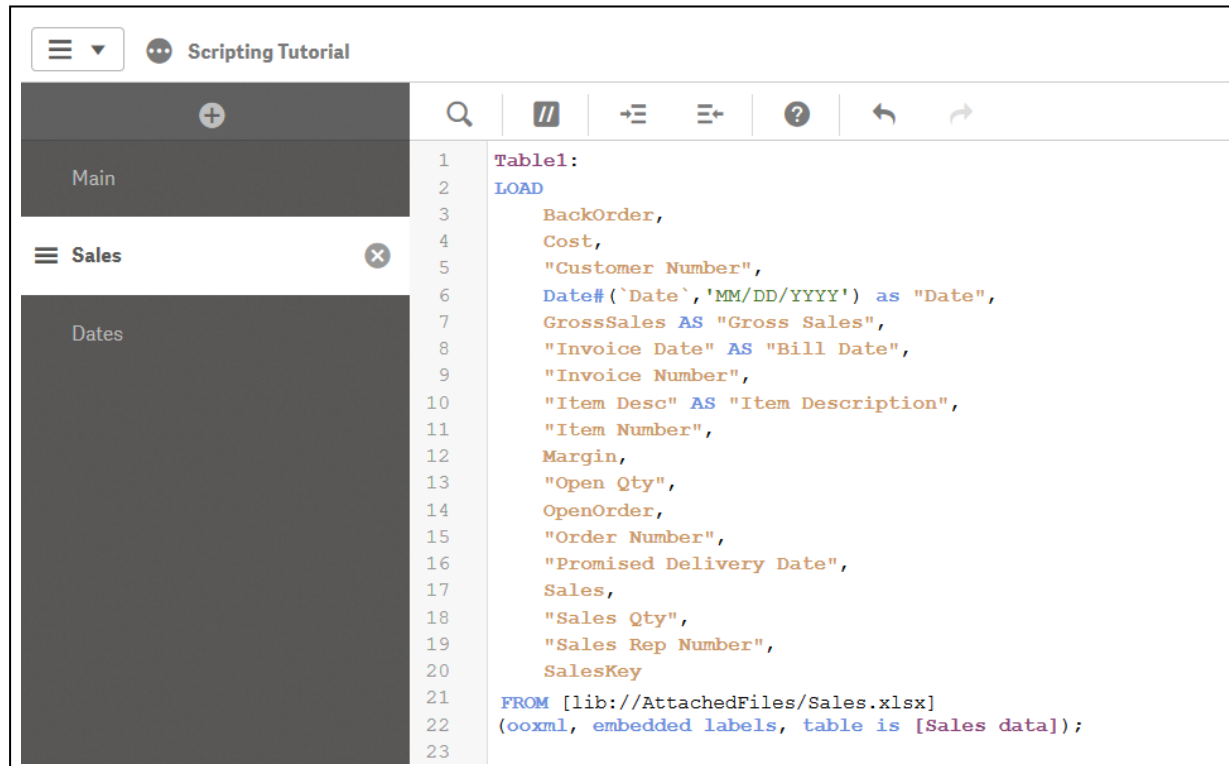 Scripting Tutorial
Main
Sales
Dates
1 Table1:
2 LOAD
3 BackOrder,
4 Cost,
5 "Customer Number",
6 Date#(`Date`,'MM/DD/YYYY') as "Date",
7 GrossSales AS "Gross Sales",
8 "Invoice Date" AS "Bill Date",
9 "Invoice Number",
10 "Item Desc" AS "Item Description",
11 "Item Number",
12 Margin,
13 "Open Qty",
14 OpenOrder,
15 "Order Number",
16 "Promised Delivery Date",
17 Sales,
18 "Sales Qty",
19 "Sales Rep Number",
20 SalesKey
21 FROM [lib://AttachedFiles/Sales.xlsx]
22 (ooxml, embedded labels, table is [Sales data]);
23